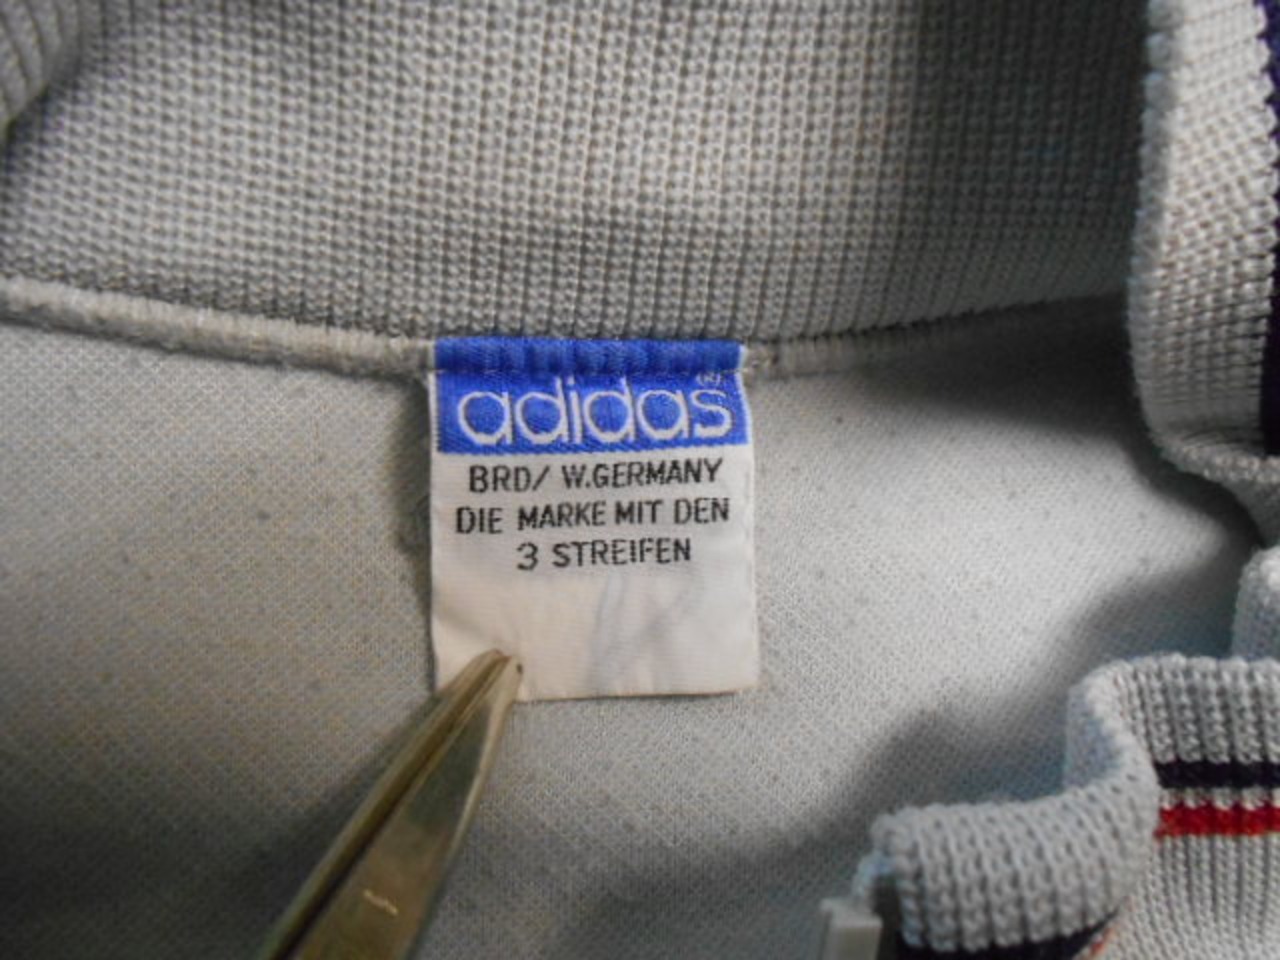 adidas®
BRD/ W.GERMANY
DIE MARKE MIT DEN
3 STREIFEN